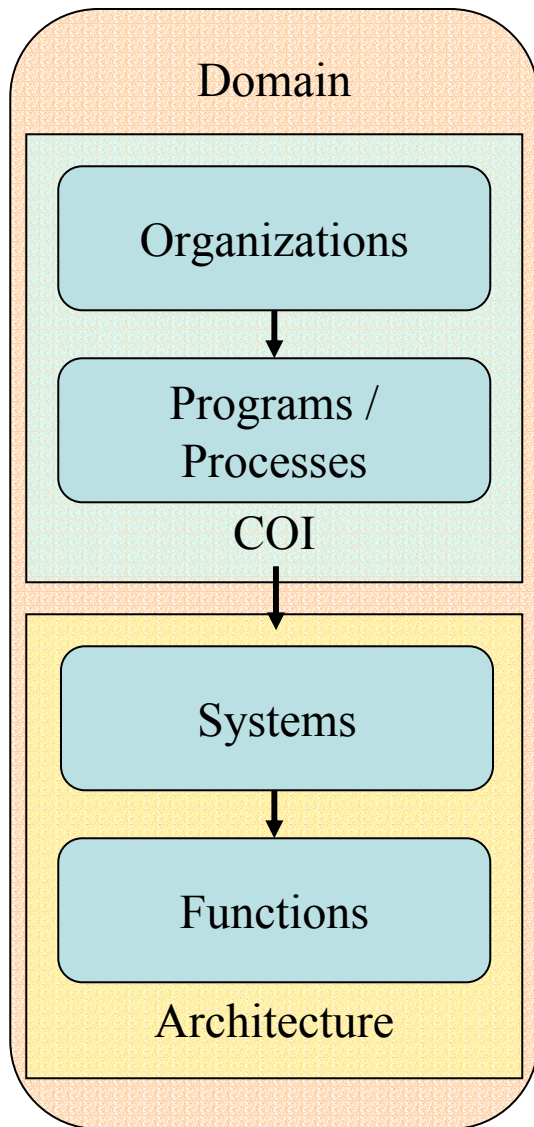 Domain
Organizations
Programs /
Processes
COI
Systems
Functions
Architecture